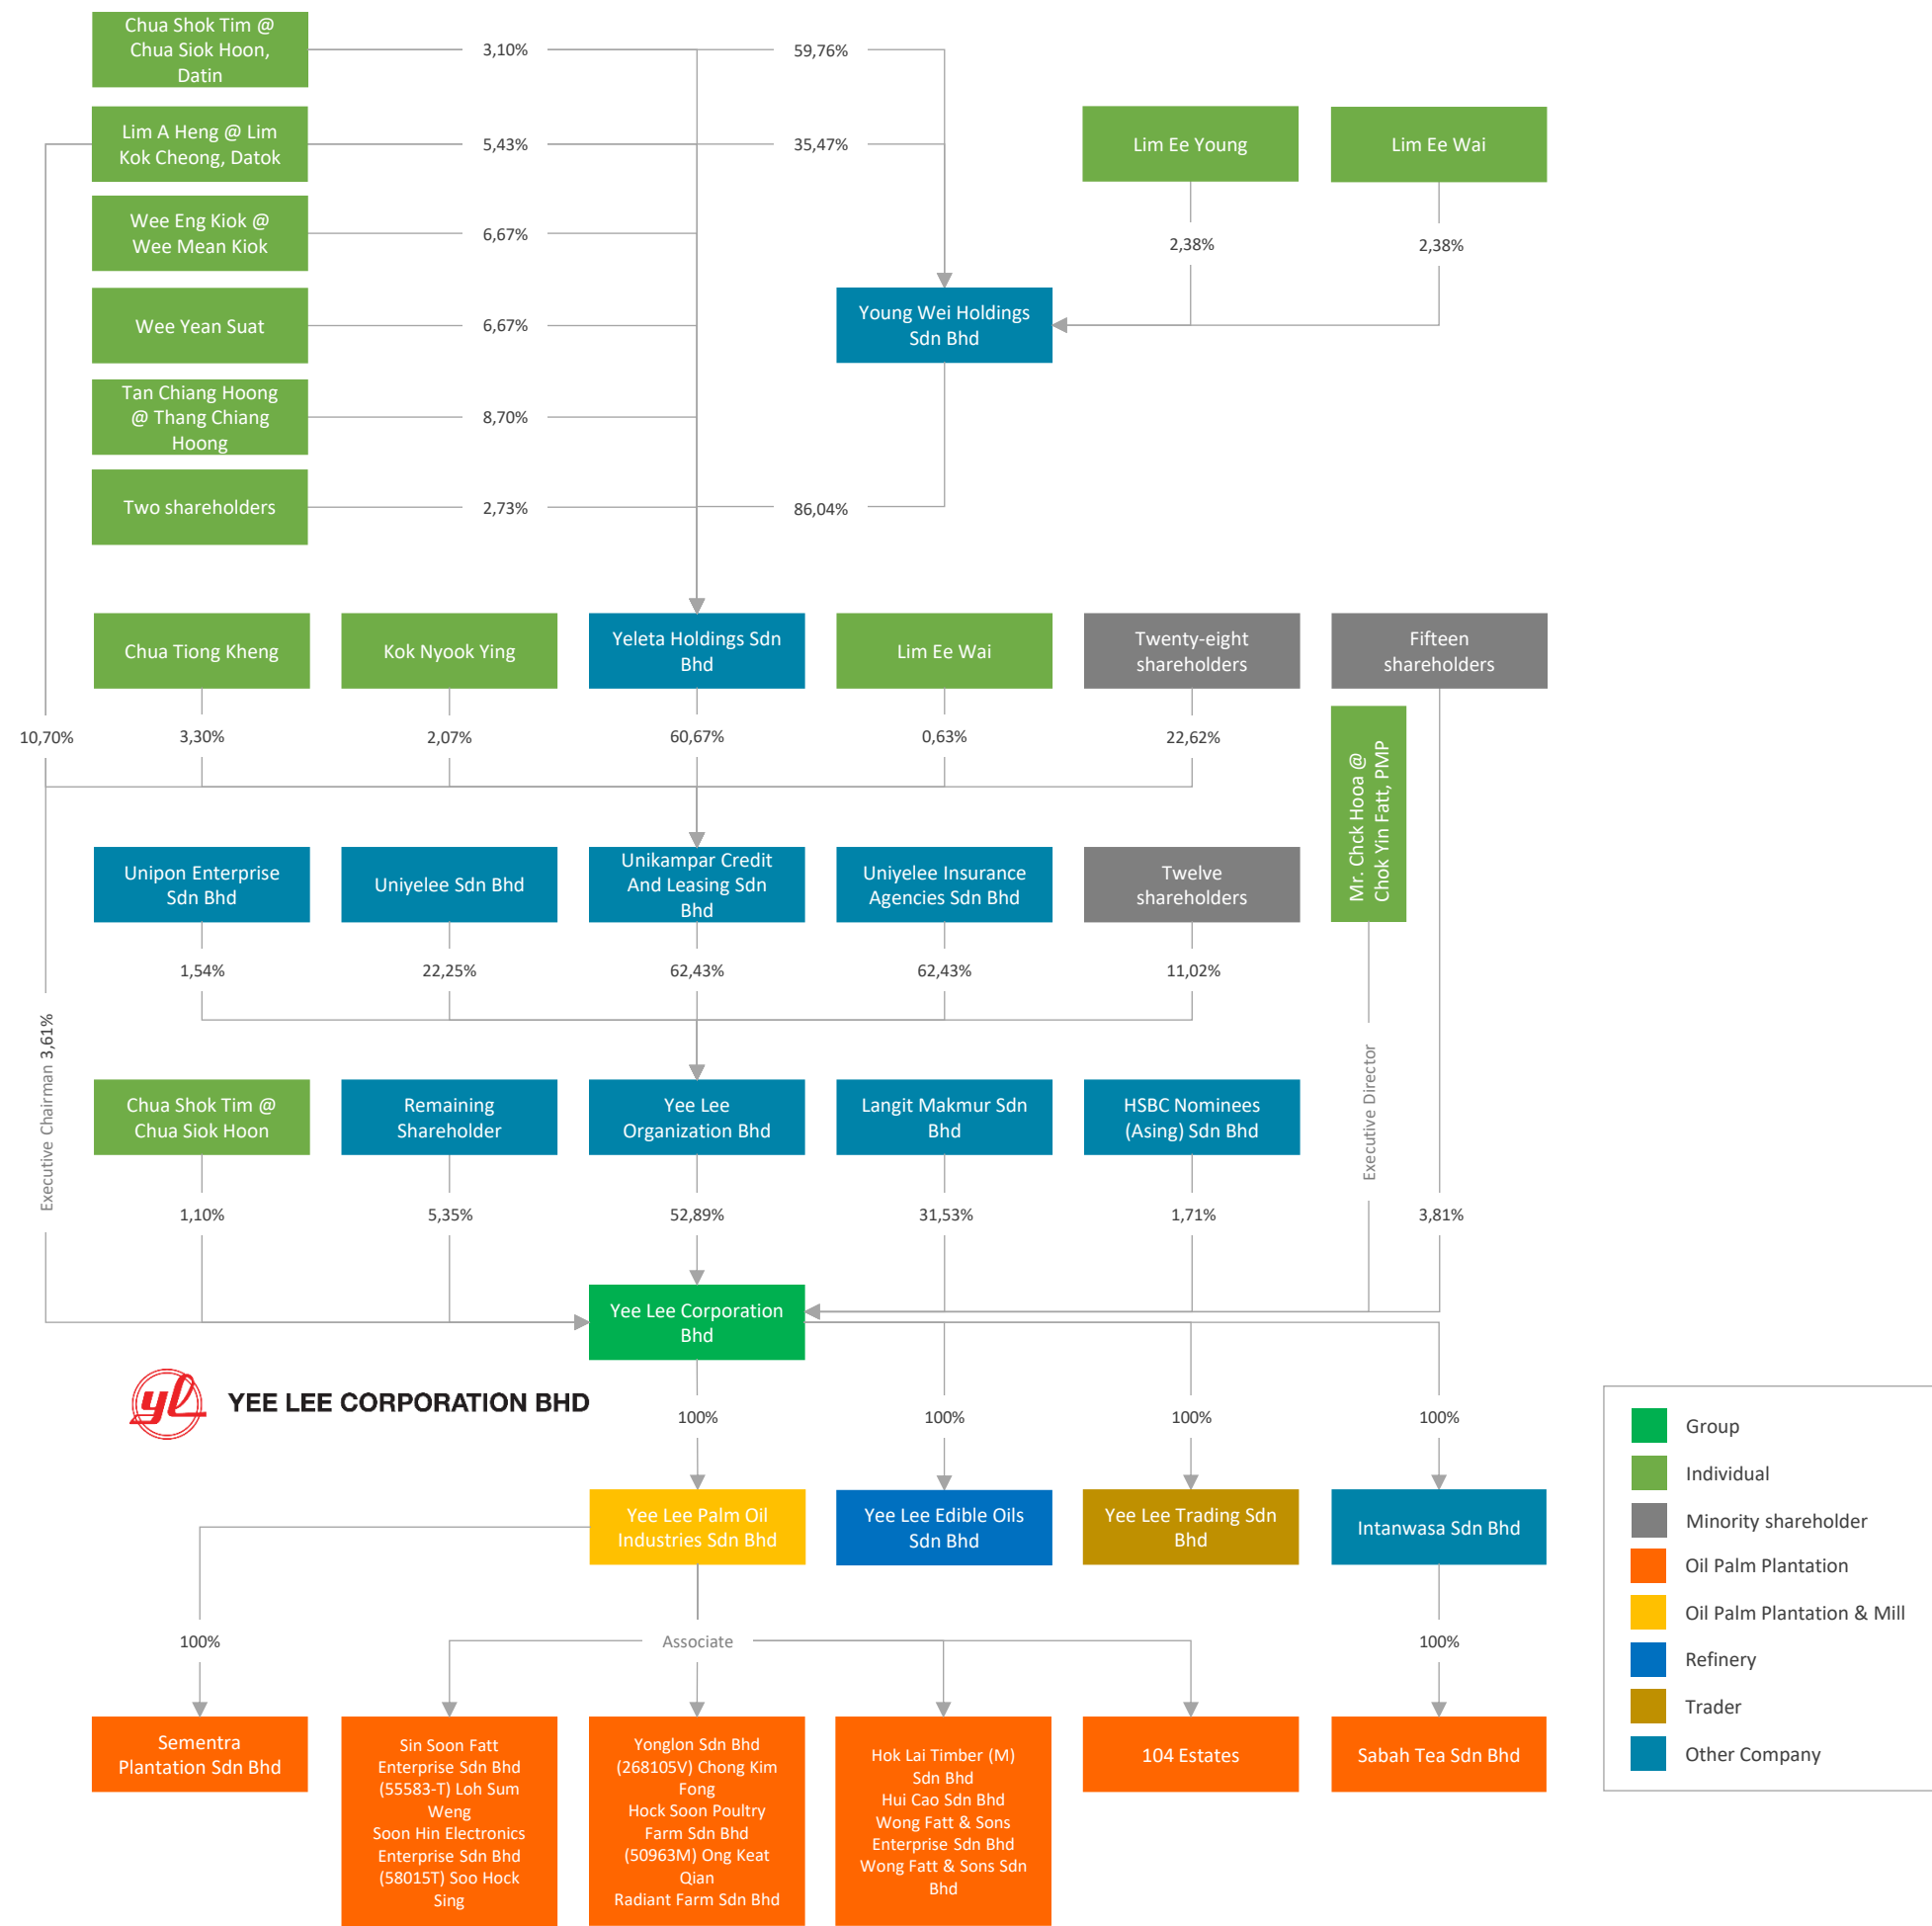 Chua Shok Tim @
Chua Siok Hoon,
Datin
3,10%
59,76%
Lim A Heng @ Lim
Kok Cheong, Datok
5,43%
35,47%
Lim Ee Young
Lim Ee Wai
Wee Eng Kiok @
Wee Mean Kiok
6,67%
2,38%
2,38%
Wee Yean Suat
6,67%
Young Wei Holdings
Sdn Bhd
Tan Chiang Hoong
@ Thang Chiang
Hoong
8,70%
Two shareholders
2,73%
86,04%
Chua Tiong Kheng
Kok Nyook Ying
Yeleta Holdings Sdn
Bhd
Lim Ee Wai
Twenty-eight
shareholders
Fifteen
shareholders
10,70%
3,30%
2,07%
60,67%
0,63%
22,62%
Mr. Chck Hooa @
Chok Yin Fatt, PMP
Unipon Enterprise
Sdn Bhd
Uniyelee Sdn Bhd
Unikampar Credit
And Leasing Sdn
Bhd
Uniyelee Insurance
Agencies Sdn Bhd
Twelve
shareholders
1,54%
22,25%
62,43%
62,43%
11,02%
Executive Chairman 3,61%
Executive Director
Chua Shok Tim @
Chua Siok Hoon
Remaining
Shareholder
Yee Lee
Organization Bhd
Langit Makmur Sdn
Bhd
HSBC Nominees
(Asing) Sdn Bhd
1,10%
5,35%
52,89%
31,53%
1,71%
3,81%
Yee Lee Corporation
Bhd
yl
YEE LEE CORPORATION BHD
100%
100%
100%
100%
Yee Lee Palm Oil
Industries Sdn Bhd
Yee Lee Edible Oils
Sdn Bhd
Yee Lee Trading Sdn
Bhd
Intanwasa Sdn Bhd
100%
Associate
100%
Sementra
Plantation Sdn Bhd
Sin Soon Fatt
Enterprise Sdn Bhd
(55583-T) Loh Sum
Weng
Soon Hin Electronics
Enterprise Sdn Bhd
(58015T) Soo Hock
Sing
Yonglon Sdn Bhd
(268105V) Chong Kim
Fong
Hock Soon Poultry
Farm Sdn Bhd
(50963M) Ong Keat
Qian
Radiant Farm Sdn Bhd
Hok Lai Timber (M)
Sdn Bhd
Hui Cao Sdn Bhd
Wong Fatt & Sons
Enterprise Sdn Bhd
Wong Fatt & Sons Sdn
Bhd
104 Estates
Sabah Tea Sdn Bhd
Group
Individual
Minority shareholder
Oil Palm Plantation
Oil Palm Plantation & Mill
Refinery
Trader
Other Company